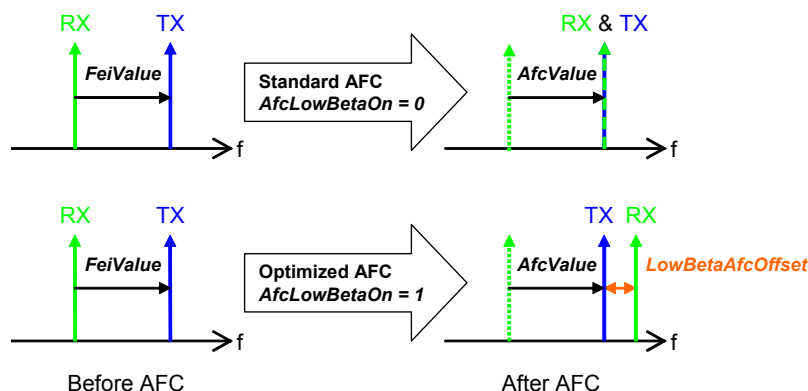 RX TX
FeiValue
Standard AFC
AfcLowBetaOn = 0
RX & TX
AfcValue
f
f
RX TX
FeiValue
Optimized AFC
AfcLowBetaOn = 1
TX RX
AfcValue
LowBetaAfcOffset
f
f
Before AFC
After AFC